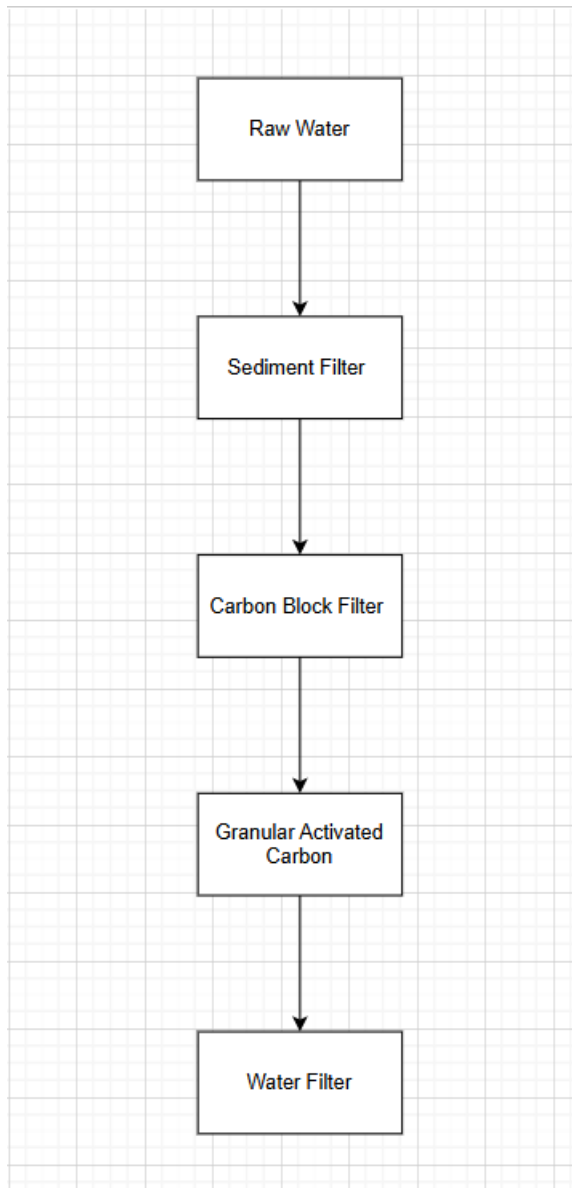 Raw Water
Sediment Filter
Carbon Block Filter
Granular Activated
Carbon
Water Filter